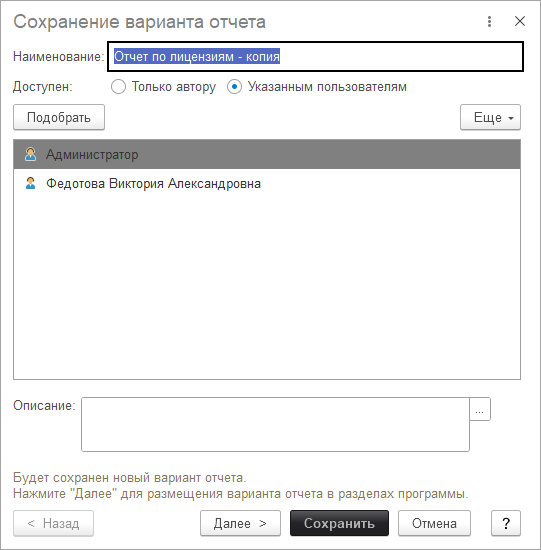 Сохранение варианта отчета
Наименование: Отчет по лицензиям - копия
Доступен: Только автору Указанным пользователям
Подобрать Еще
Администратор
Федотова Виктория Александровна
Описание: ...
Будет сохранен новый вариант отчета.
Нажмите "Далее" для размещения варианта отчета в разделах программы.
< Назад Далее > Сохранить Отмена ?